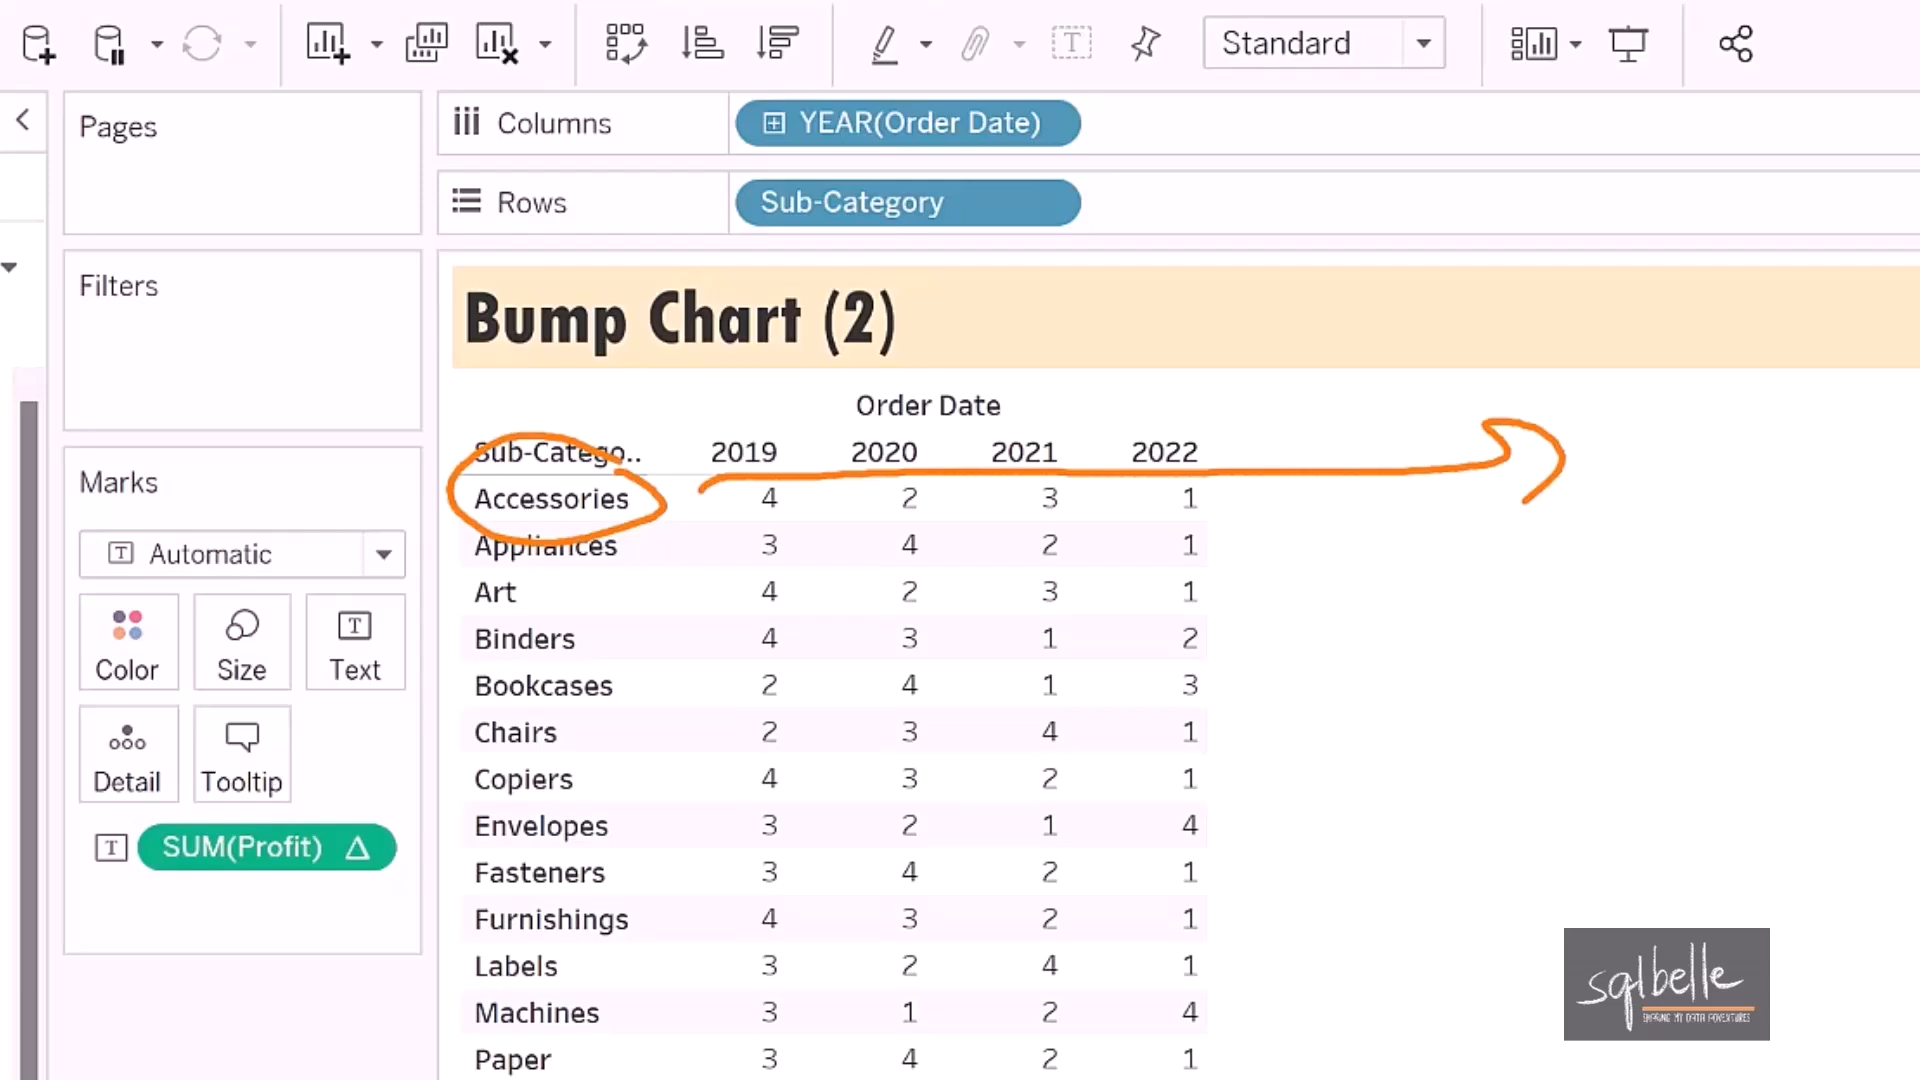 Standard
Pages
Columns
YEAR(Order Date)
Rows
Sub-Category
Filters
Bump Chart (2)
Order Date
Sub-Catego.. 2019 2020 2021 2022
Accessories 4 2 3 1
Appliances 3 4 2 1
Art 4 2 3 1
Binders 4 3 1 2
Bookcases 2 4 1 3
Chairs 2 3 4 1
Copiers 4 3 2 1
Envelopes 3 2 1 4
Fasteners 3 4 2 1
Furnishings 4 3 2 1
Labels 3 2 4 1
Machines 3 1 2 4
Paper 3 4 2 1
Marks
T Automatic
Color Size Text
Detail Tooltip
T SUM(Profit) Δ
sqlbelle
SHARING MY DATA ADVENTURES